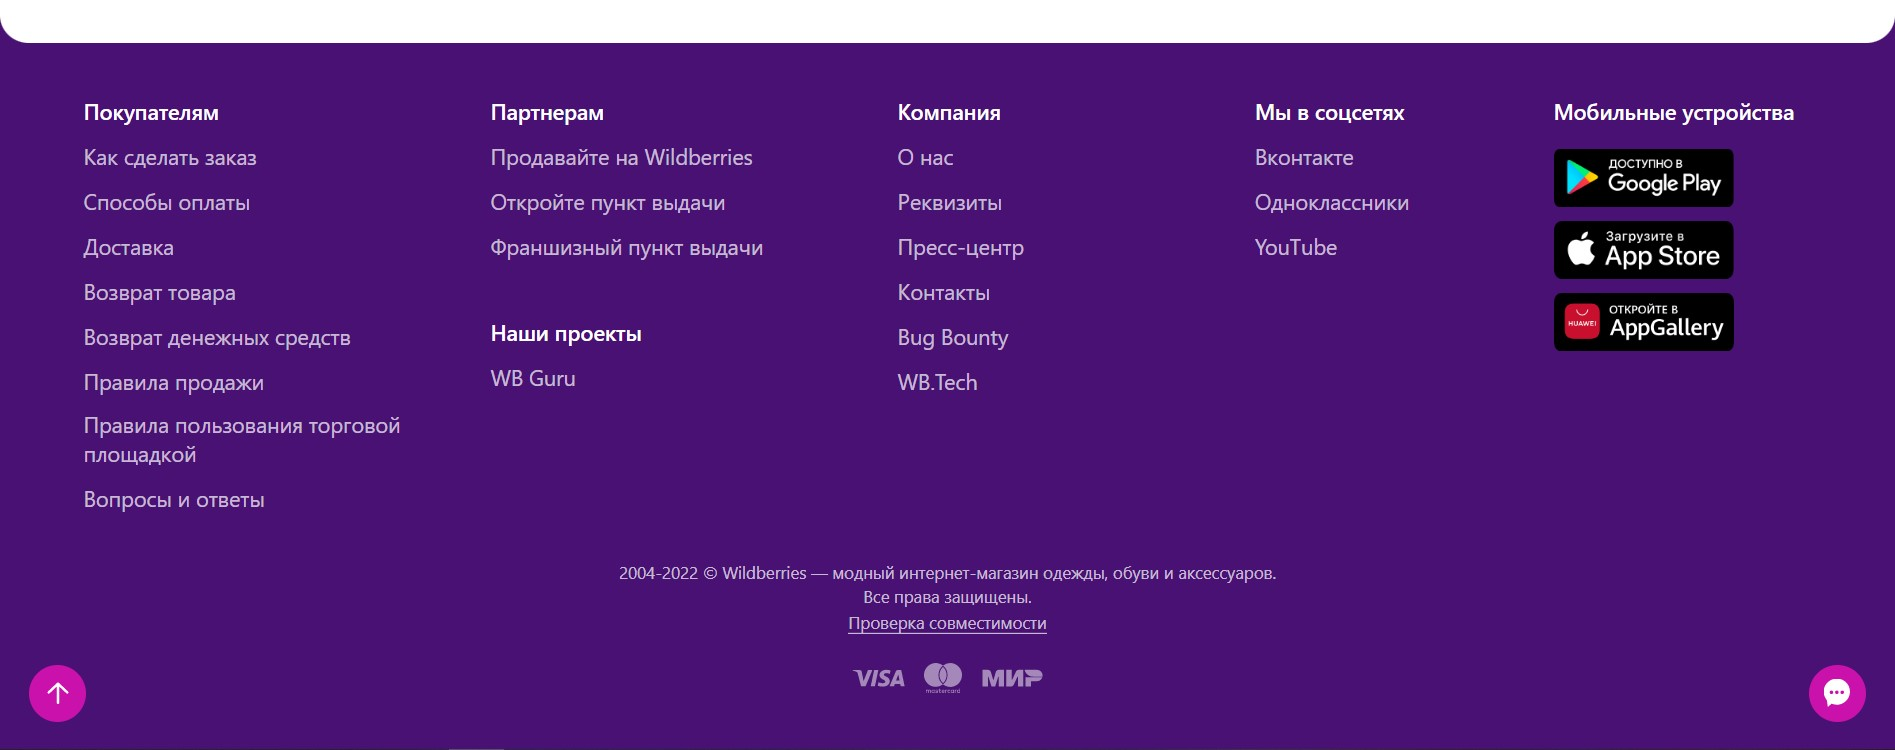 Покупателям
Как сделать заказ
Способы оплаты
Доставка
Возврат товара
Возврат денежных средств
Правила продажи
Правила пользования торговой
площадкой
Вопросы и ответы
Партнерам
Продавайте на Wildberries
Откройте пункт выдачи
Франшизный пункт выдачи
Наши проекты
WB Guru
Компания
О нас
Реквизиты
Пресс-центр
Контакты
Bug Bounty
WB.Tech
Мы в соцсетях
Вконтакте
Одноклассники
YouTube
Мобильные устройства
ДОСТУПНО В
Google Play
Загрузите в
App Store
HUAWEI
ОТКРОЙТЕ В
AppGallery
2004-2022 © Wildberries — модный интернет-магазин одежды, обуви и аксессуаров.
Все права защищены.
Проверка совместимости
VISA
mastercard
МИР